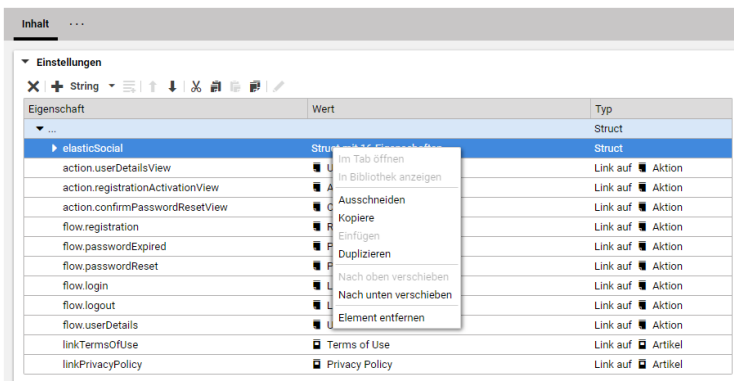 Inhalt ...
Einstellungen
String
Eigenschaft Wert Typ
... Struct
elasticSocial Struct mit 16 Eigenschaften Struct
action.userDetailsView U Link auf Aktion
action.registrationActivationView A Link auf Aktion
action.confirmPasswordResetView C Link auf Aktion
flow.registration R Link auf Aktion
flow.passwordExpired P Link auf Aktion
flow.passwordReset P Link auf Aktion
flow.login L Link auf Aktion
flow.logout L Link auf Aktion
flow.userDetails U Link auf Aktion
linkTermsOfUse Terms of Use Link auf Artikel
linkPrivacyPolicy Privacy Policy Link auf Artikel
Im Tab öffnen
In Bibliothek anzeigen
Ausschneiden
Kopiere
Einfügen
Duplizieren
Nach oben verschieben
Nach unten verschieben
Element entfernen